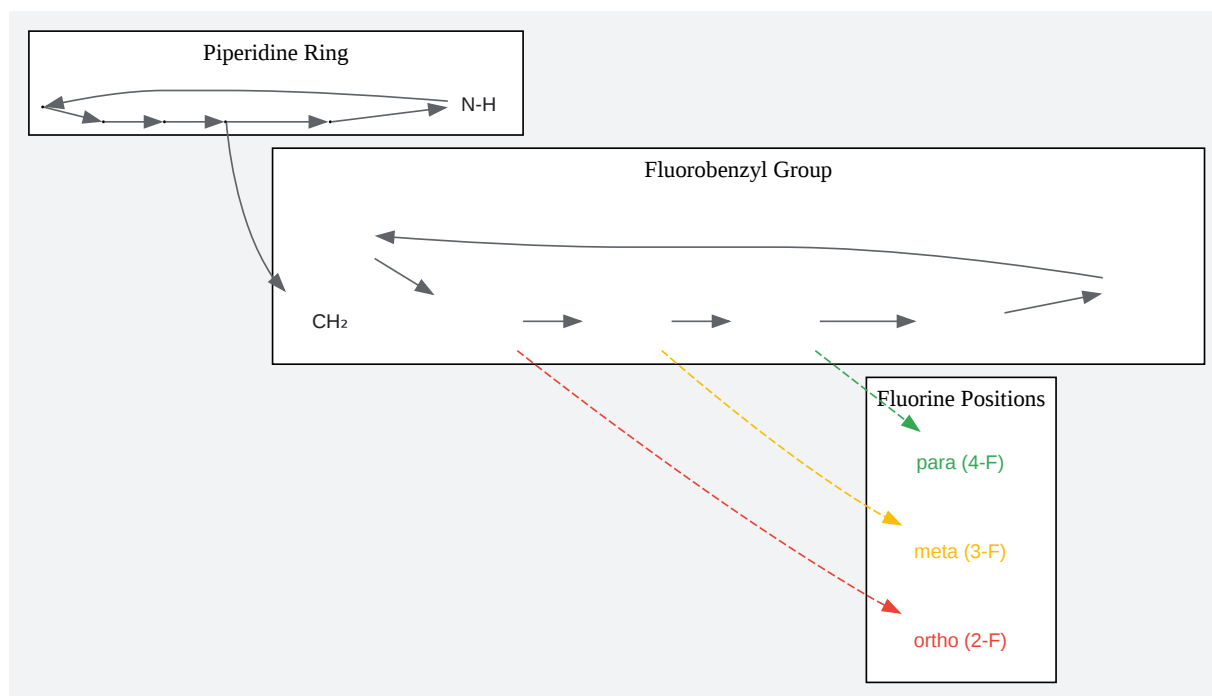 Piperidine Ring
N-H
Fluorobenzyl Group
CH₂
Fluorine Positions
para (4-F)
meta (3-F)
ortho (2-F)